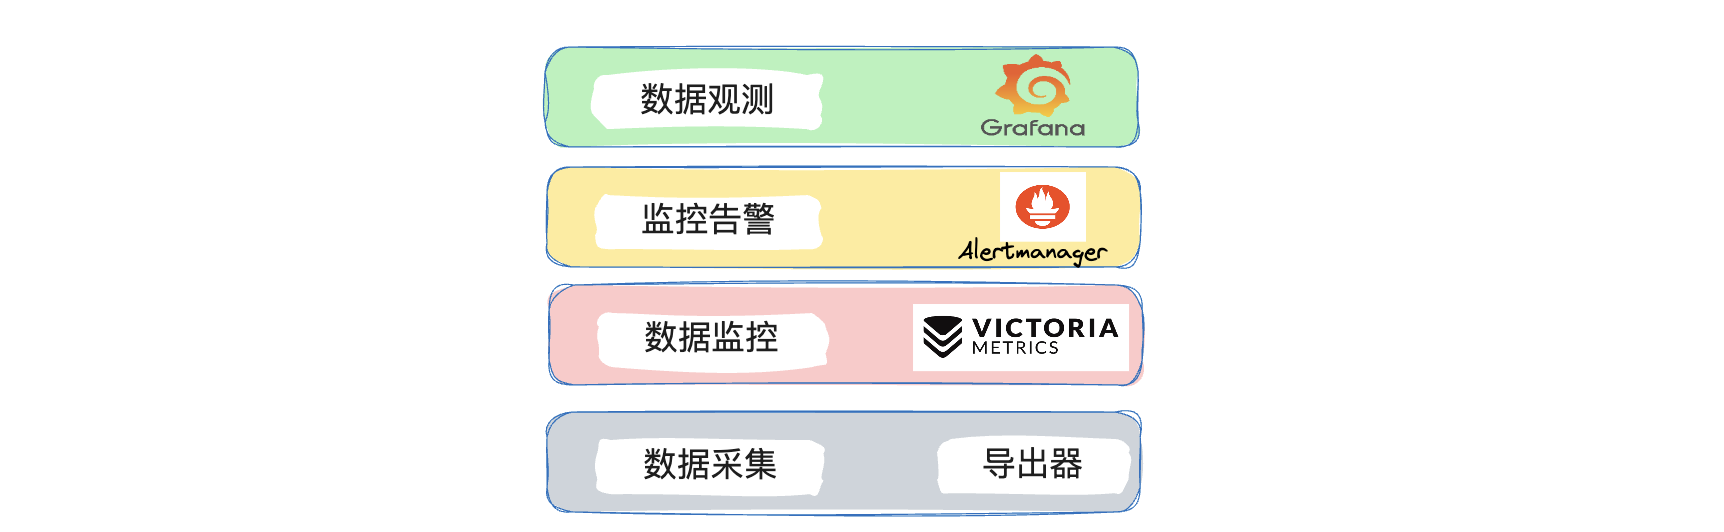 数据观测
Grafana
监控告警
Alertmanager
数据监控
VICTORIA
METRICS
数据采集
导出器